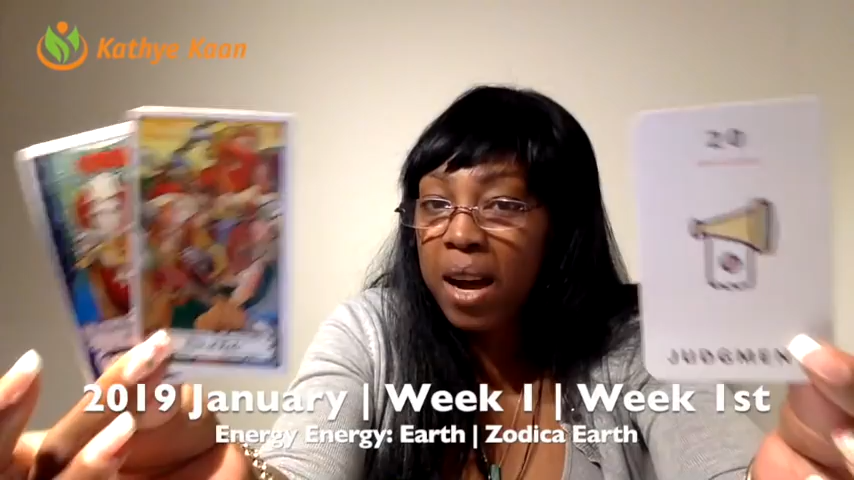 Kathye Kaan
20
JUDGMEN
2019 January | Week 1 | Week 1st
Energy Energy: Earth | Zodica Earth